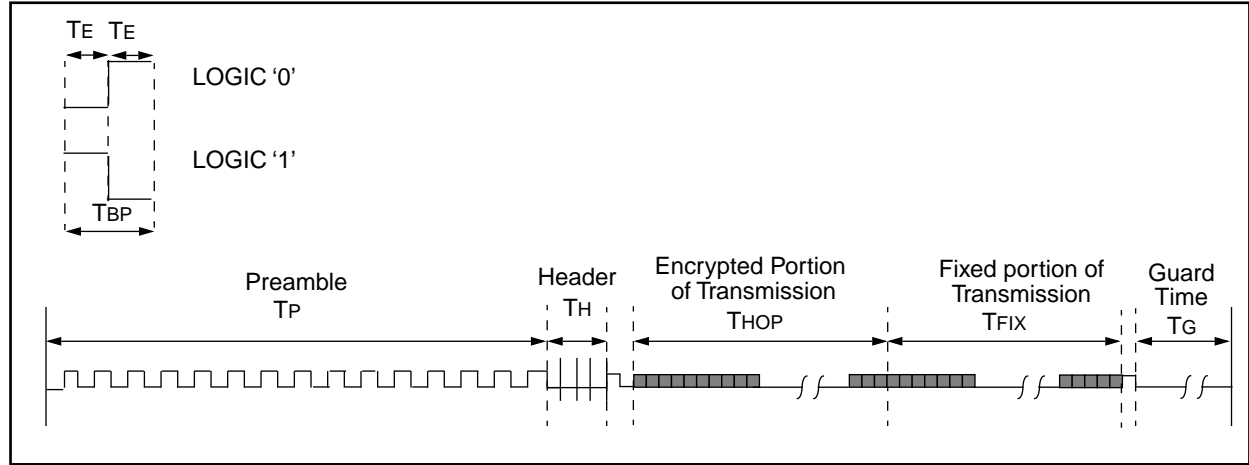 TE TE
LOGIC ‘0’
LOGIC ‘1’
TBP
Preamble
TP
Header
TH
Encrypted Portion
of Transmission
THOP
Fixed portion of
Transmission
TFIX
Guard
Time
TG